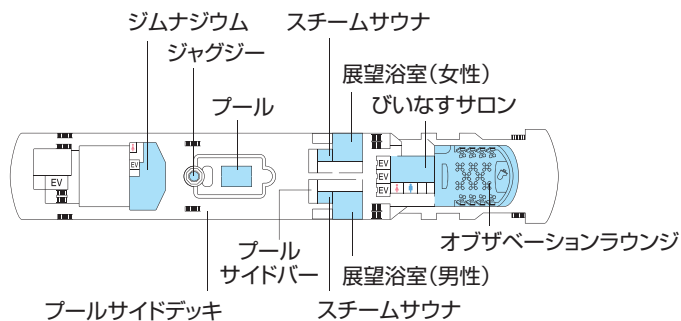 ジムナジウム
スチームサウナ
ジャグジー
展望浴室(女性)
プール
びいなすサロン
EV
EV
EV
EV
EV
オブザベーションラウンジ
プール
サイドバー
展望浴室(男性)
プールサイドデッキ
スチームサウナ